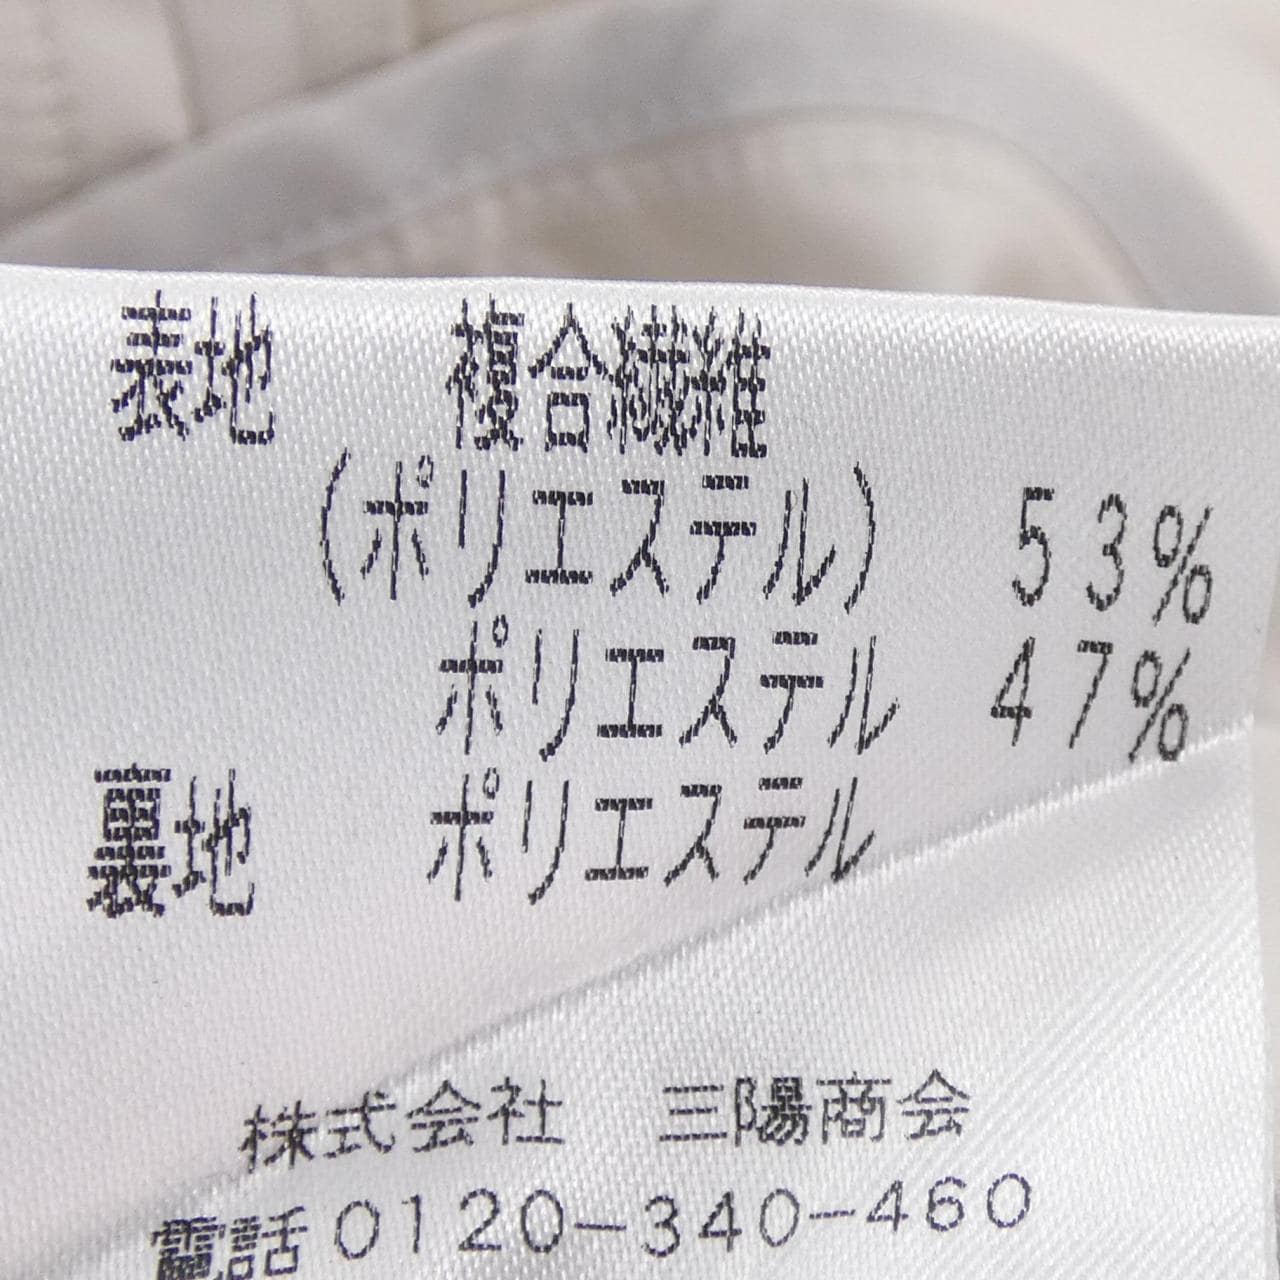 表地 複合繊維
(ポリエステル) 53%
ポリエステル 47%
裏地 ポリエステル
株式会社 三陽商会
電話0120-340-460